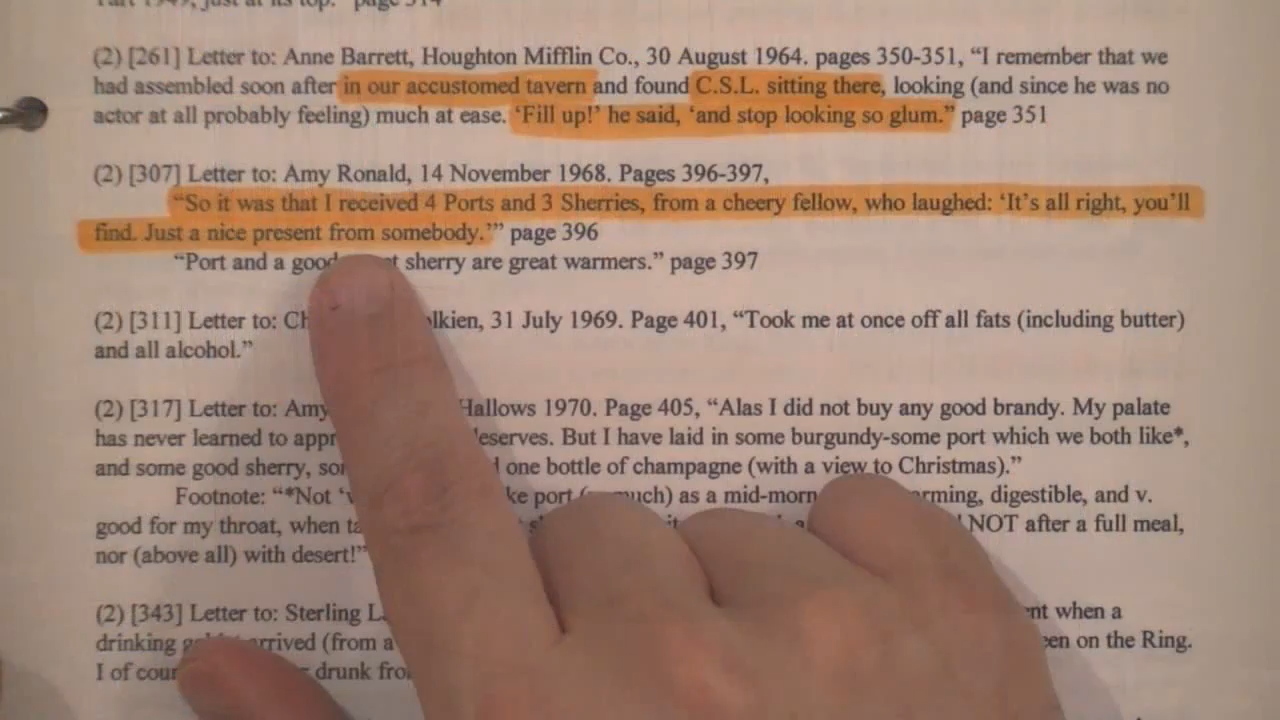 just at its top." page 314
(2) [261] Letter to: Anne Barrett, Houghton Mifflin Co., 30 August 1964. pages 350-351, “I remember that we
had assembled soon after in our accustomed tavern and found C.S.L. sitting there, looking (and since he was no
actor at all probably feeling) much at ease. ‘Fill up!’ he said, ‘and stop looking so glum.” page 351
(2) [307] Letter to: Amy Ronald, 14 November 1968. Pages 396-397,
“So it was that I received 4 Ports and 3 Sherries, from a cheery fellow, who laughed: ‘It’s all right, you’ll
find. Just a nice present from somebody.’” page 396
“Port and a good sherry are great warmers.” page 397
(2) [311] Letter to: 31 July 1969. Page 401, “Took me at once off all fats (including butter)
and all alcohol.”
(2) [317] Letter to: Amy Hallows 1970. Page 405, “Alas I did not buy any good brandy. My palate
has never learned to But I have laid in some burgundy-some port which we both like*,
and some good sherry, one bottle of champagne (with a view to Christmas).”
Footnote: “*Not port much) as a digestible, and v.
good for my throat, when NOT after a full meal,
nor (above all) with desert!”
(2) [343] Letter to: Sterling when a
drinking arrived (from a on the Ring.
I of drunk